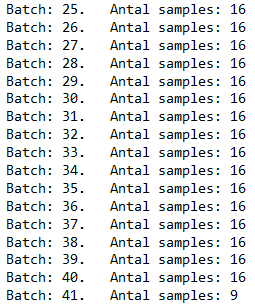 Batch: 25.   Antal samples: 16
Batch: 26.   Antal samples: 16
Batch: 27.   Antal samples: 16
Batch: 28.   Antal samples: 16
Batch: 29.   Antal samples: 16
Batch: 30.   Antal samples: 16
Batch: 31.   Antal samples: 16
Batch: 32.   Antal samples: 16
Batch: 33.   Antal samples: 16
Batch: 34.   Antal samples: 16
Batch: 35.   Antal samples: 16
Batch: 36.   Antal samples: 16
Batch: 37.   Antal samples: 16
Batch: 38.   Antal samples: 16
Batch: 39.   Antal samples: 16
Batch: 40.   Antal samples: 16
Batch: 41.   Antal samples: 9